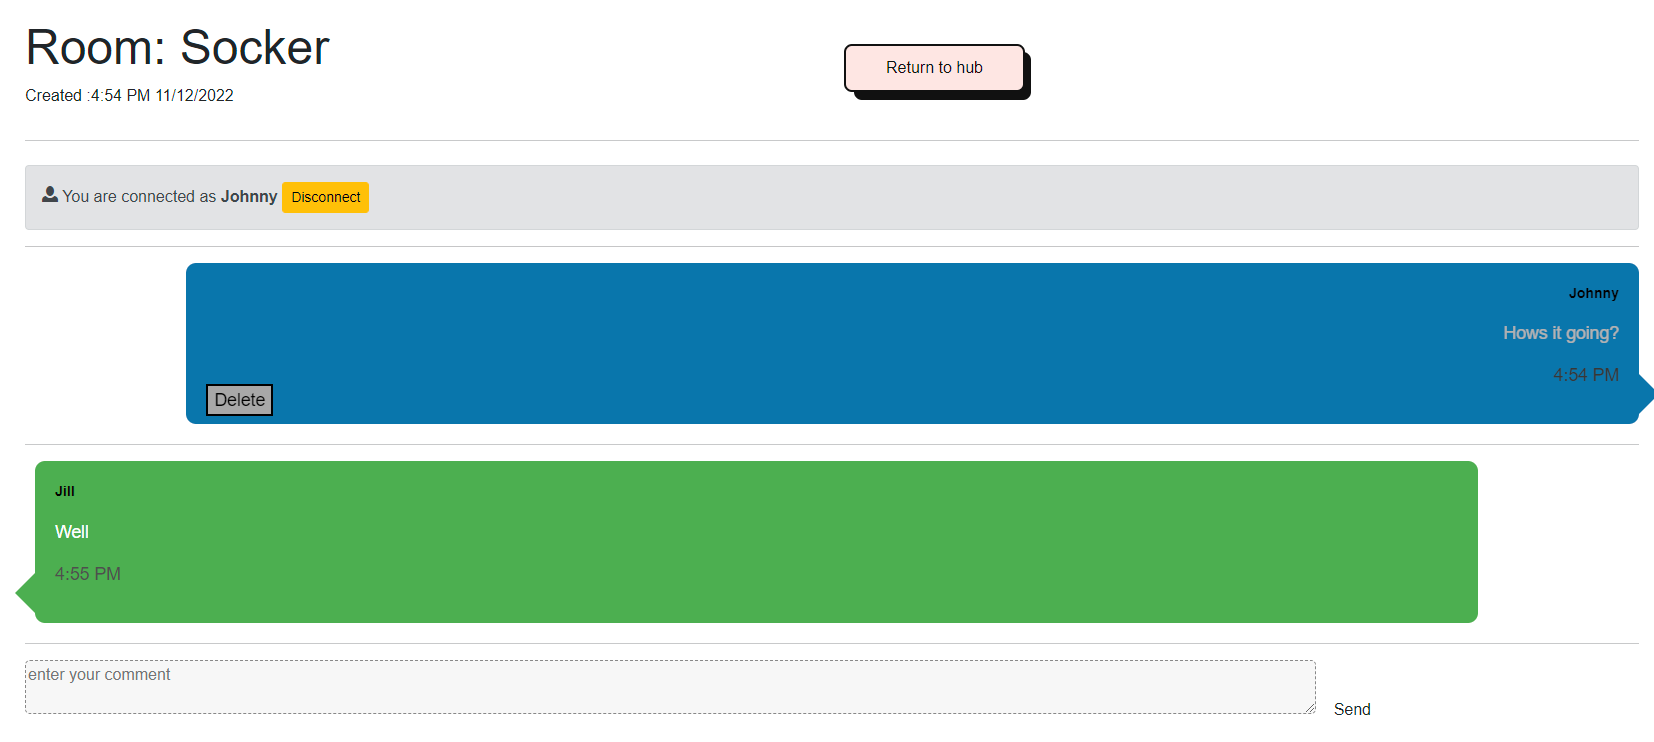 Room: Socker
Return to hub
Created :4:54 PM 11/12/2022
You are connected as Johnny Disconnect
Johnny
Hows it going?
4:54 PM
Delete
Jill
Well
4:55 PM
enter your comment
Send